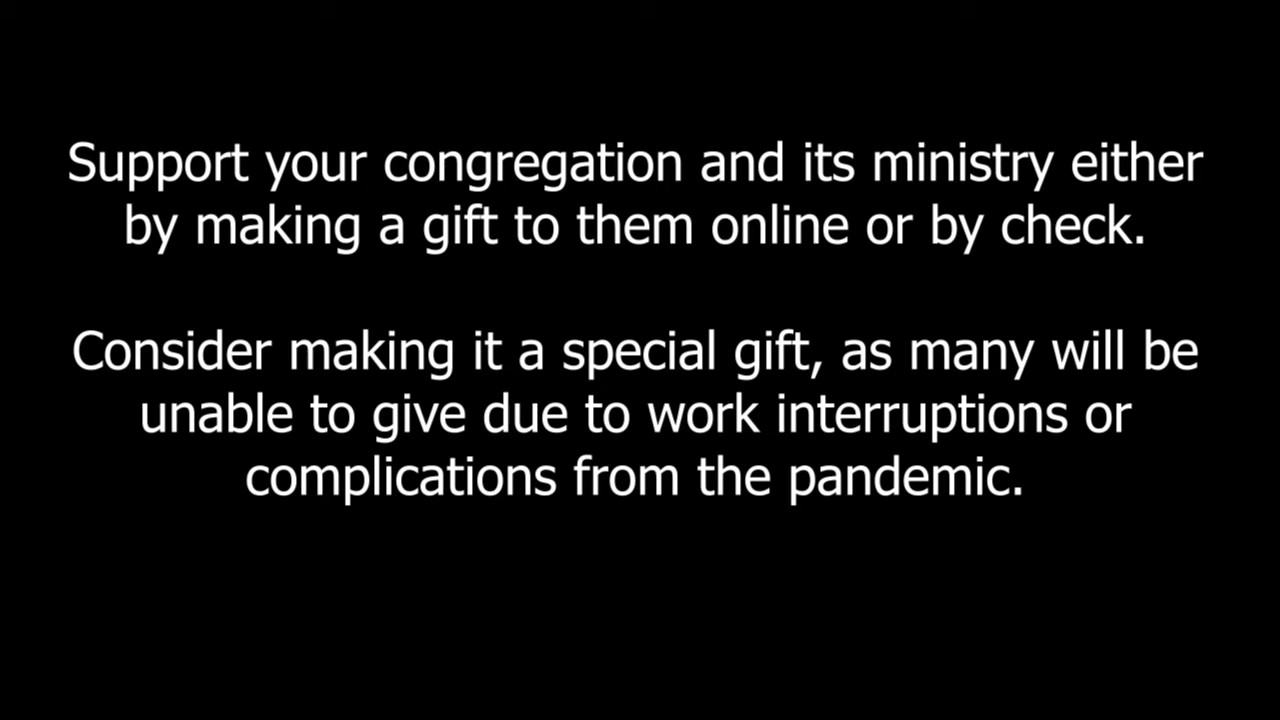 Support your congregation and its ministry either
by making a gift to them online or by check.
Consider making it a special gift, as many will be
unable to give due to work interruptions or
complications from the pandemic.